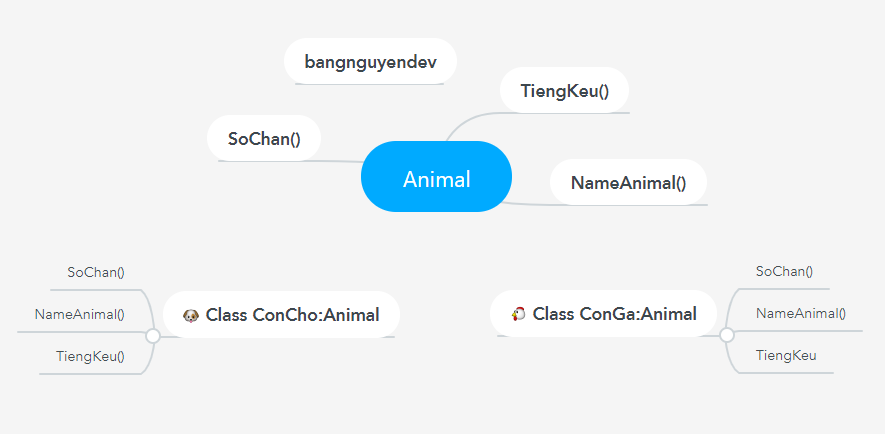 bangnguyendev
TiengKeu()
SoChan()
Animal
NameAnimal()
SoChan()
NameAnimal()
TiengKeu()
Class ConCho:Animal
Class ConGa:Animal
SoChan()
NameAnimal()
TiengKeu